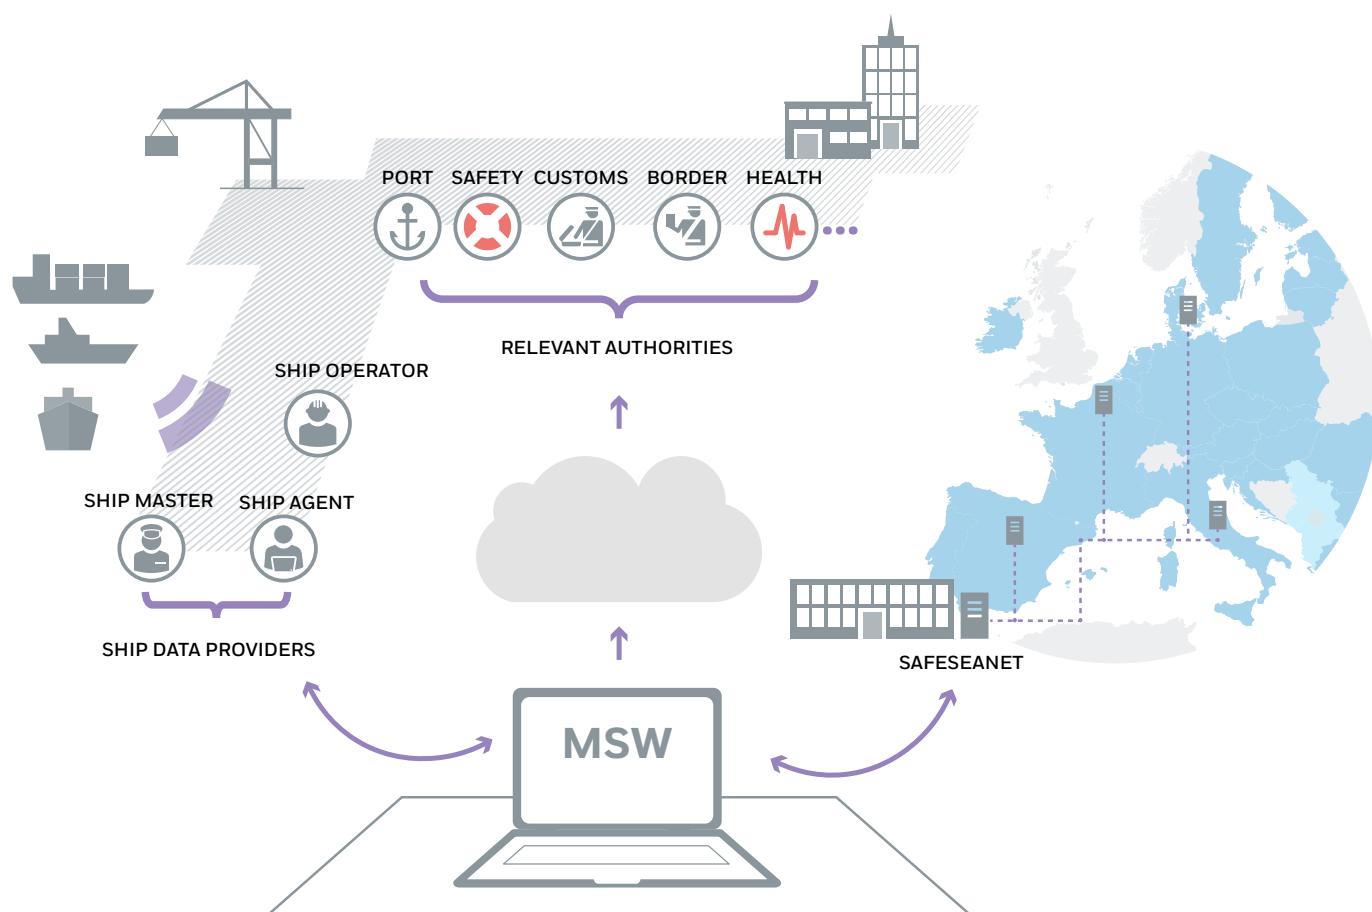 PORT
SAFETY
CUSTOMS
BORDER
HEALTH
RELEVANT AUTHORITIES
SHIP OPERATOR
SHIP MASTER
SHIP AGENT
SHIP DATA PROVIDERS
SAFESEANET
MSW